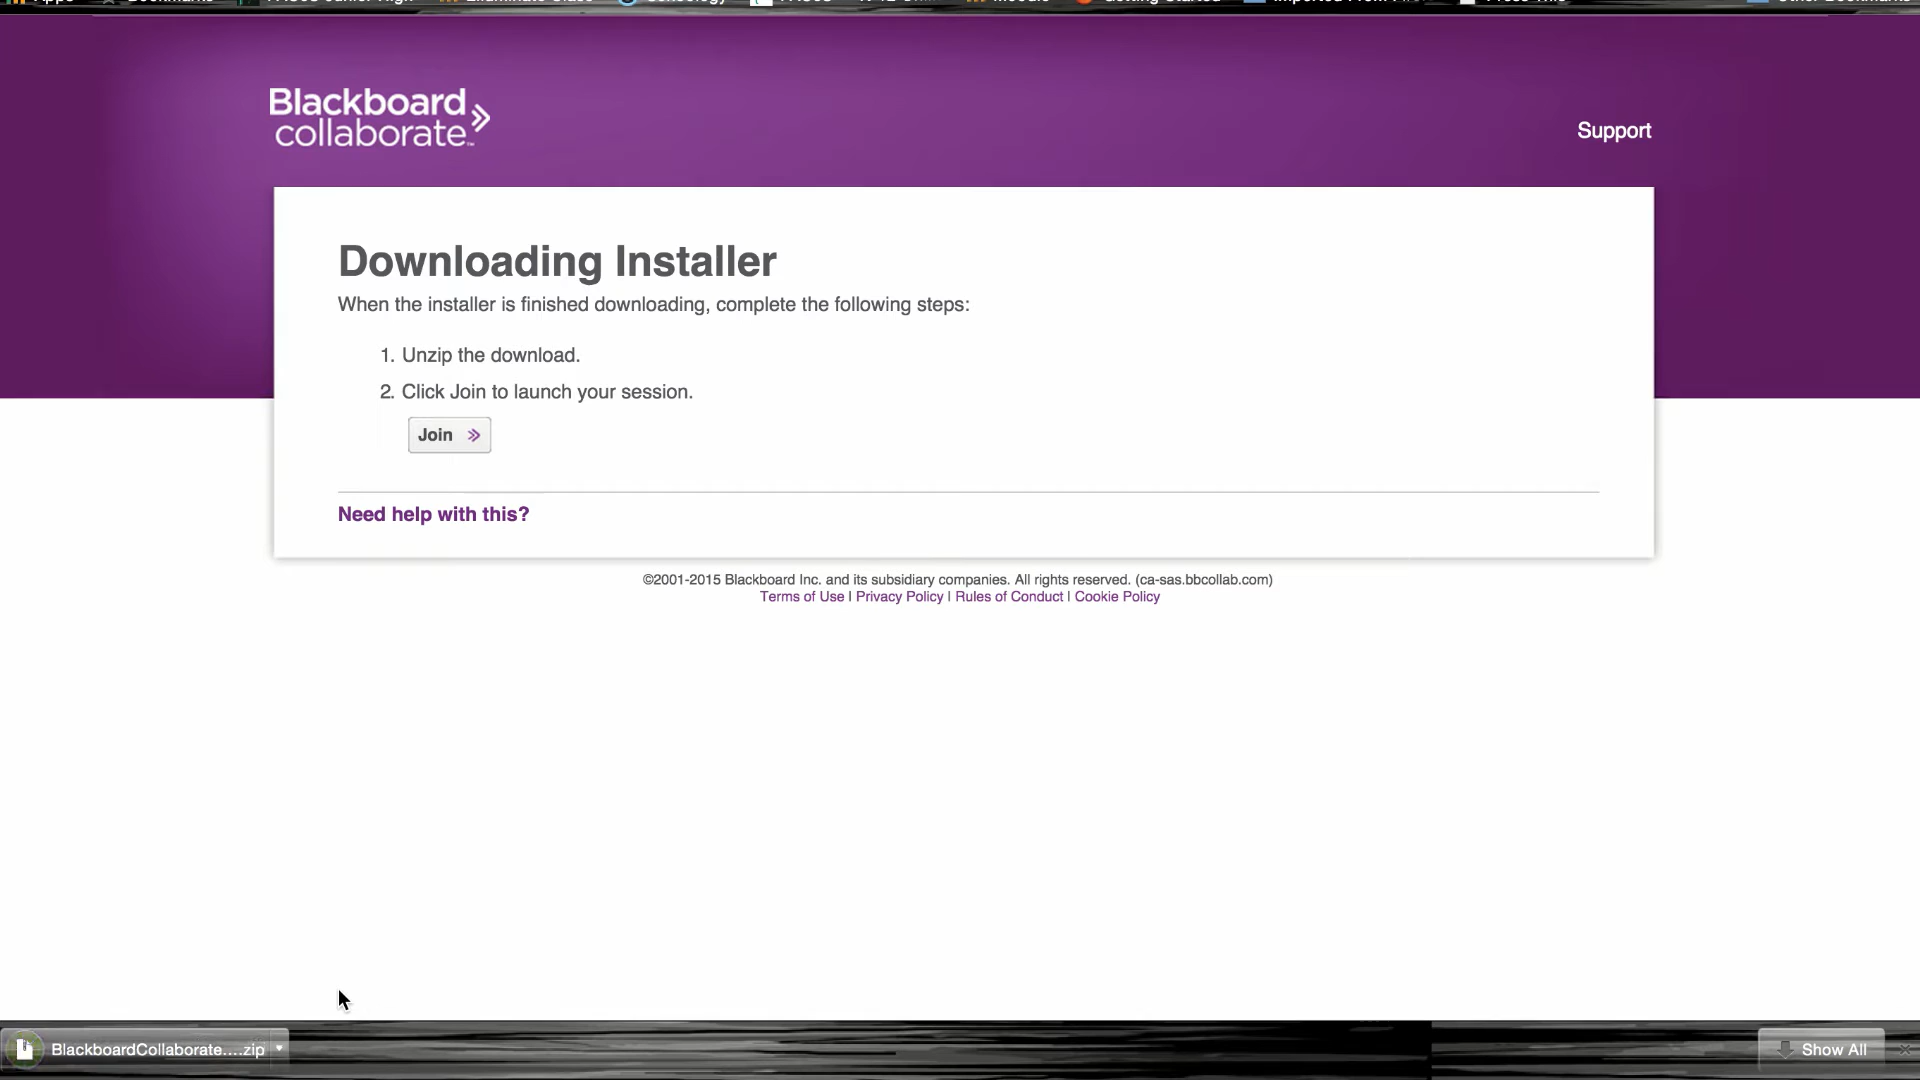 Blackboard
collaborate™
Support
Downloading Installer
When the installer is finished downloading, complete the following steps:
1. Unzip the download.
2. Click Join to launch your session.
Join
Need help with this?
©2001-2015 Blackboard Inc. and its subsidiary companies. All rights reserved. (ca-sas.bbcollab.com)
Terms of Use | Privacy Policy | Rules of Conduct | Cookie Policy
BlackboardCollaborate....zip
Show All